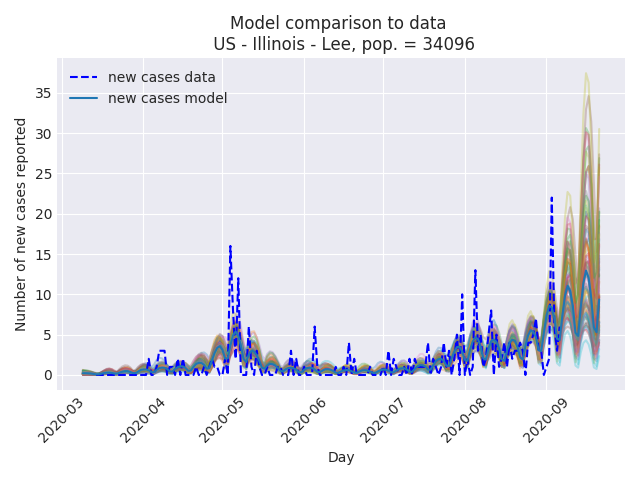 Model comparison to data
US - Illinois - Lee, pop. = 34096
new cases data
new cases model
Number of new cases reported
35
30
25
20
15
10
5
0
2020-03
2020-04
2020-05
2020-06
2020-07
2020-08
2020-09
Day